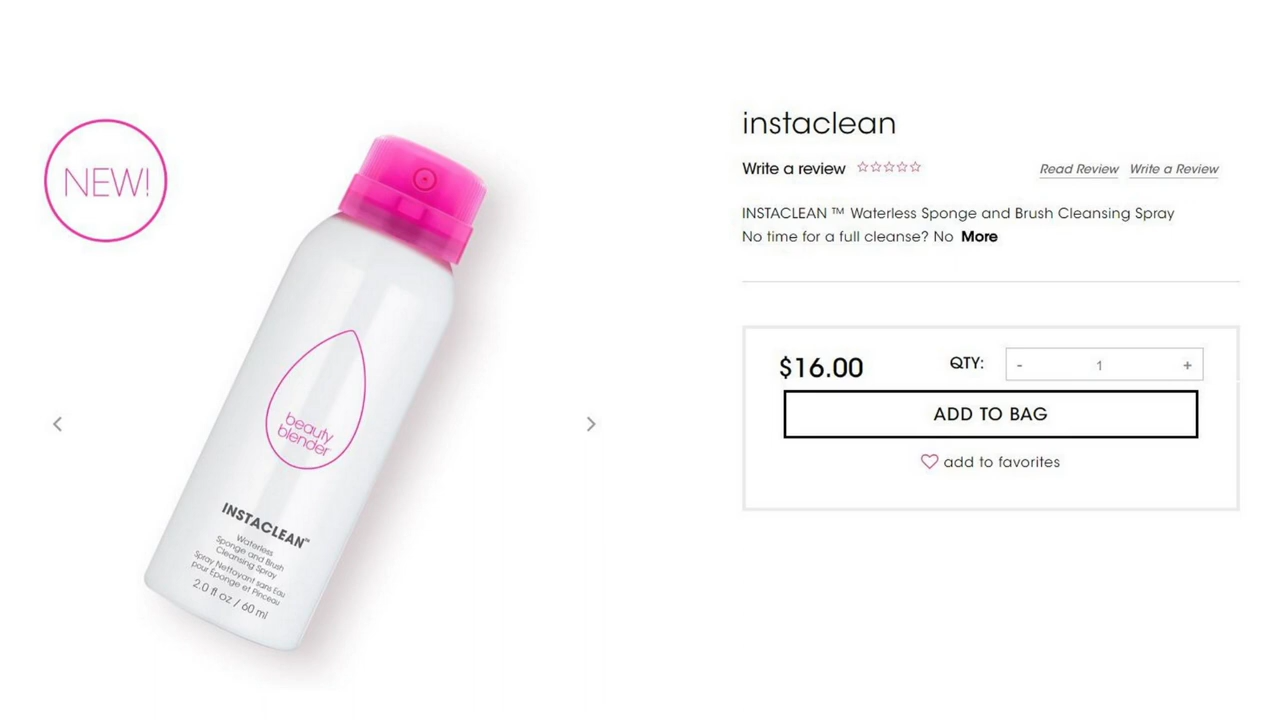 NEW!
beauty
blender
INSTACLEAN™
Waterless
Sponge and Brush
Cleansing Spray
Spray Nettoyant sans Eau
pour Éponge et Pinceau
2.0 fl oz / 60 ml
instaclean
Write a review
Read Review Write a Review
INSTACLEAN ™ Waterless Sponge and Brush Cleansing Spray
No time for a full cleanse? No More
$16.00 QTY: - 1 +
ADD TO BAG
add to favorites